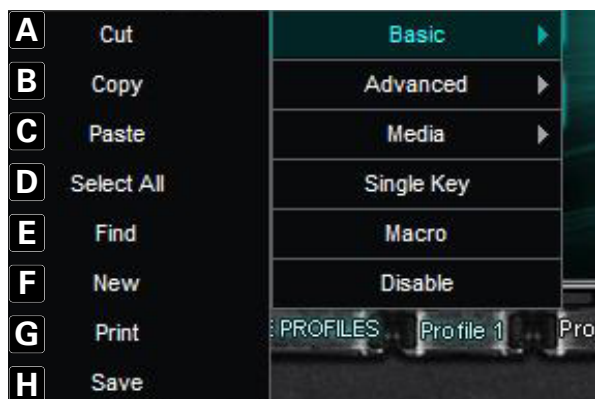 A Cut Basic
B Copy Advanced
C Paste Media
D Select All Single Key
E Find Macro
F New Disable
G Print PROFILES Profile 1 Pro
H Save